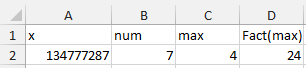 A B C D
1 x num max Fact(max)
2 134777287 7 4 24